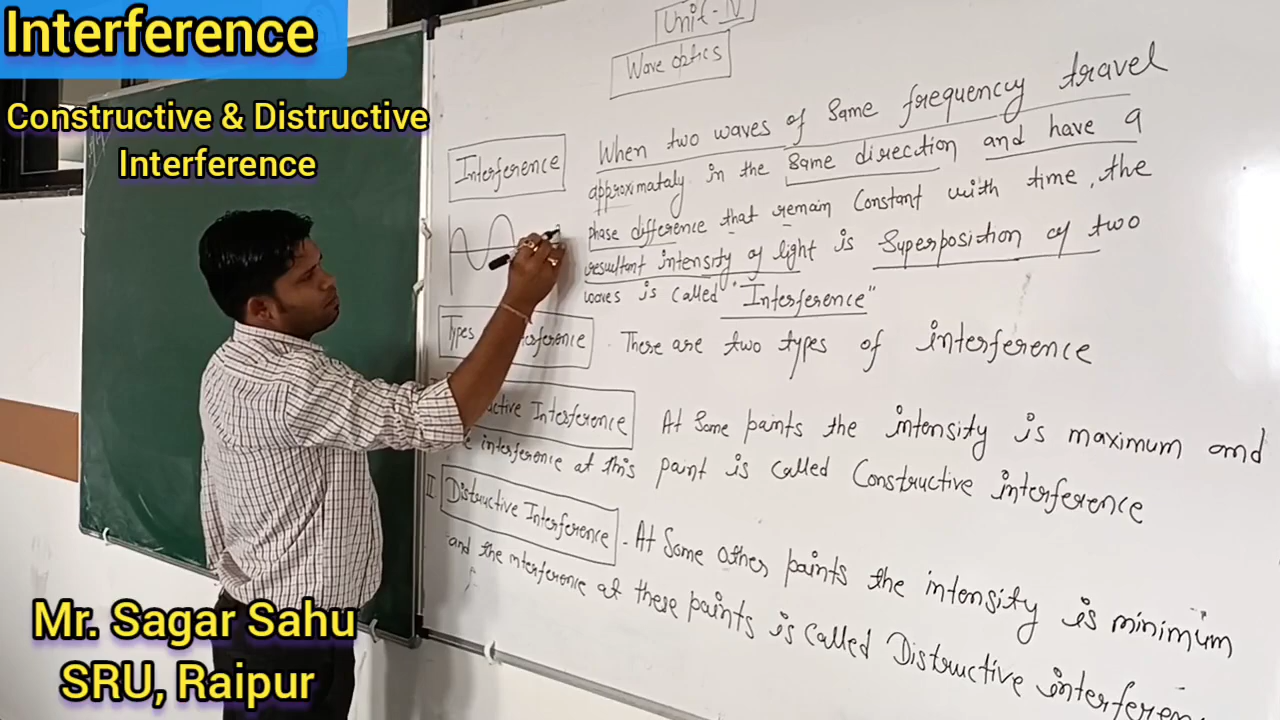 Interference
Constructive & Distructive
Interference
Unit - IV
Wave optics
Interference
When two waves of Same frequency travel
approximataly in the Same direction and have a
phase difference that remain Constant with time, the
resultant intensity of light is Superposition of two
waves is called "Interference"
Types
There are two types of interference
Interference
At Some paints the intensity is maximum and
interference at this paint is called Constructive interference
II. Distructive Interference - At Some other paints the intensity is minimum
and the interference at these paints is called Distructive
Mr. Sagar Sahu
SRU, Raipur